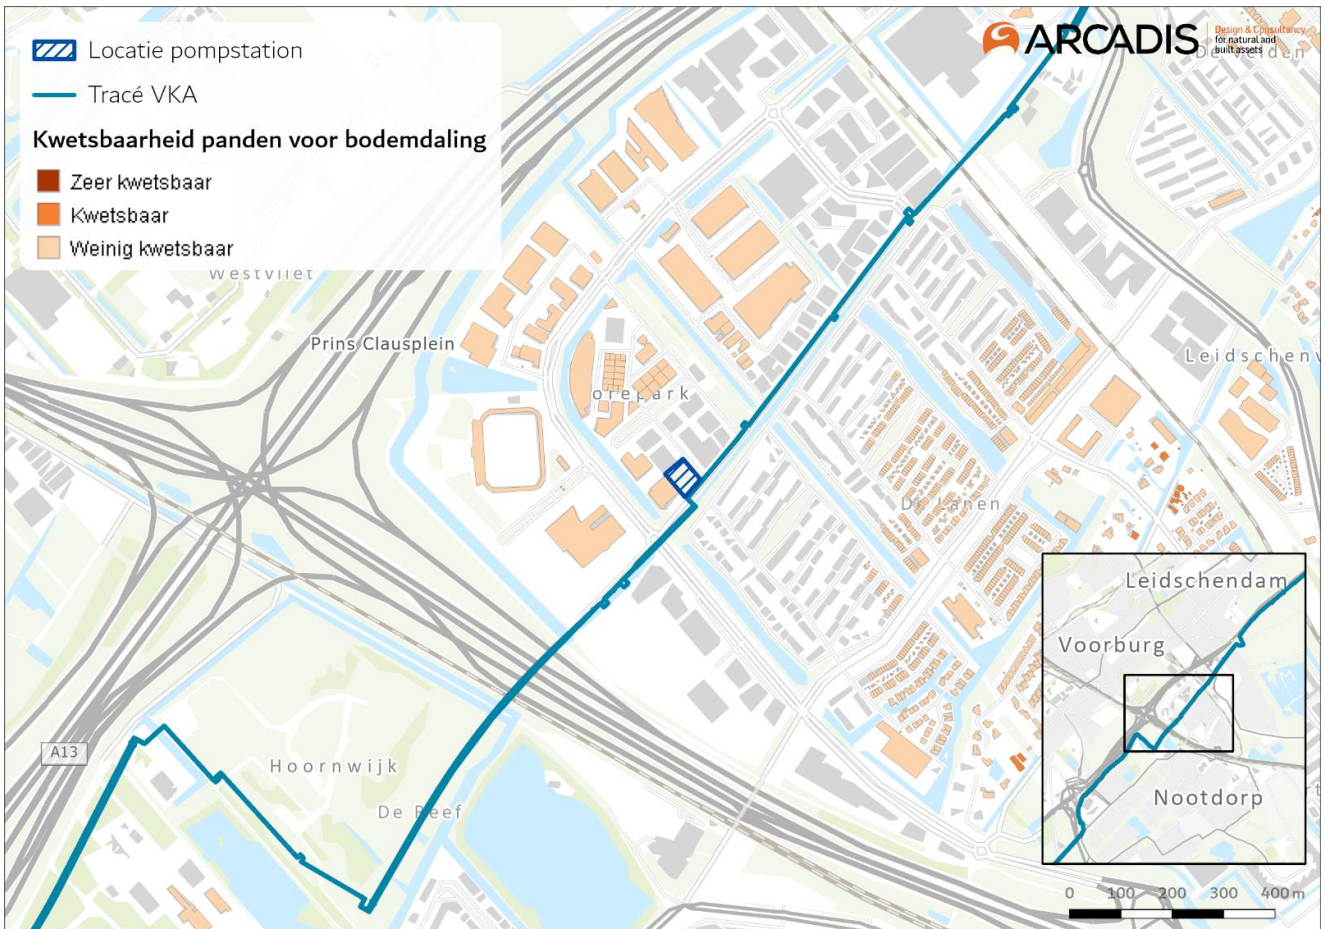 Locatie pompstation
Tracé VKA
Kwetsbaarheid panden voor bodemdaling
Zeer kwetsbaar
Kwetsbaar
Weinig kwetsbaar
ARCADIS
Design & Consultancy
for natural and
built assets
De Velden
Westvliet
Prins Clausplein
Leidschenv
orepark
De Lanen
A13
Hoornwijk
De Reef
Leidschendam
Voorburg
Nootdorp
0 100 200 300 400 m